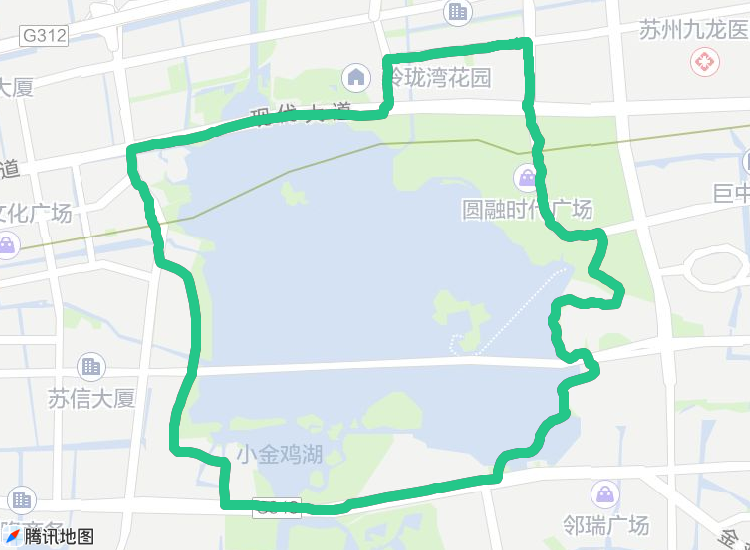 G312
苏州九龙医
大厦
玲珑湾花园
现代大道
道
巨中
文化广场
圆融时代广场
苏信大厦
小金鸡湖
邻瑞广场
金
腾讯地图